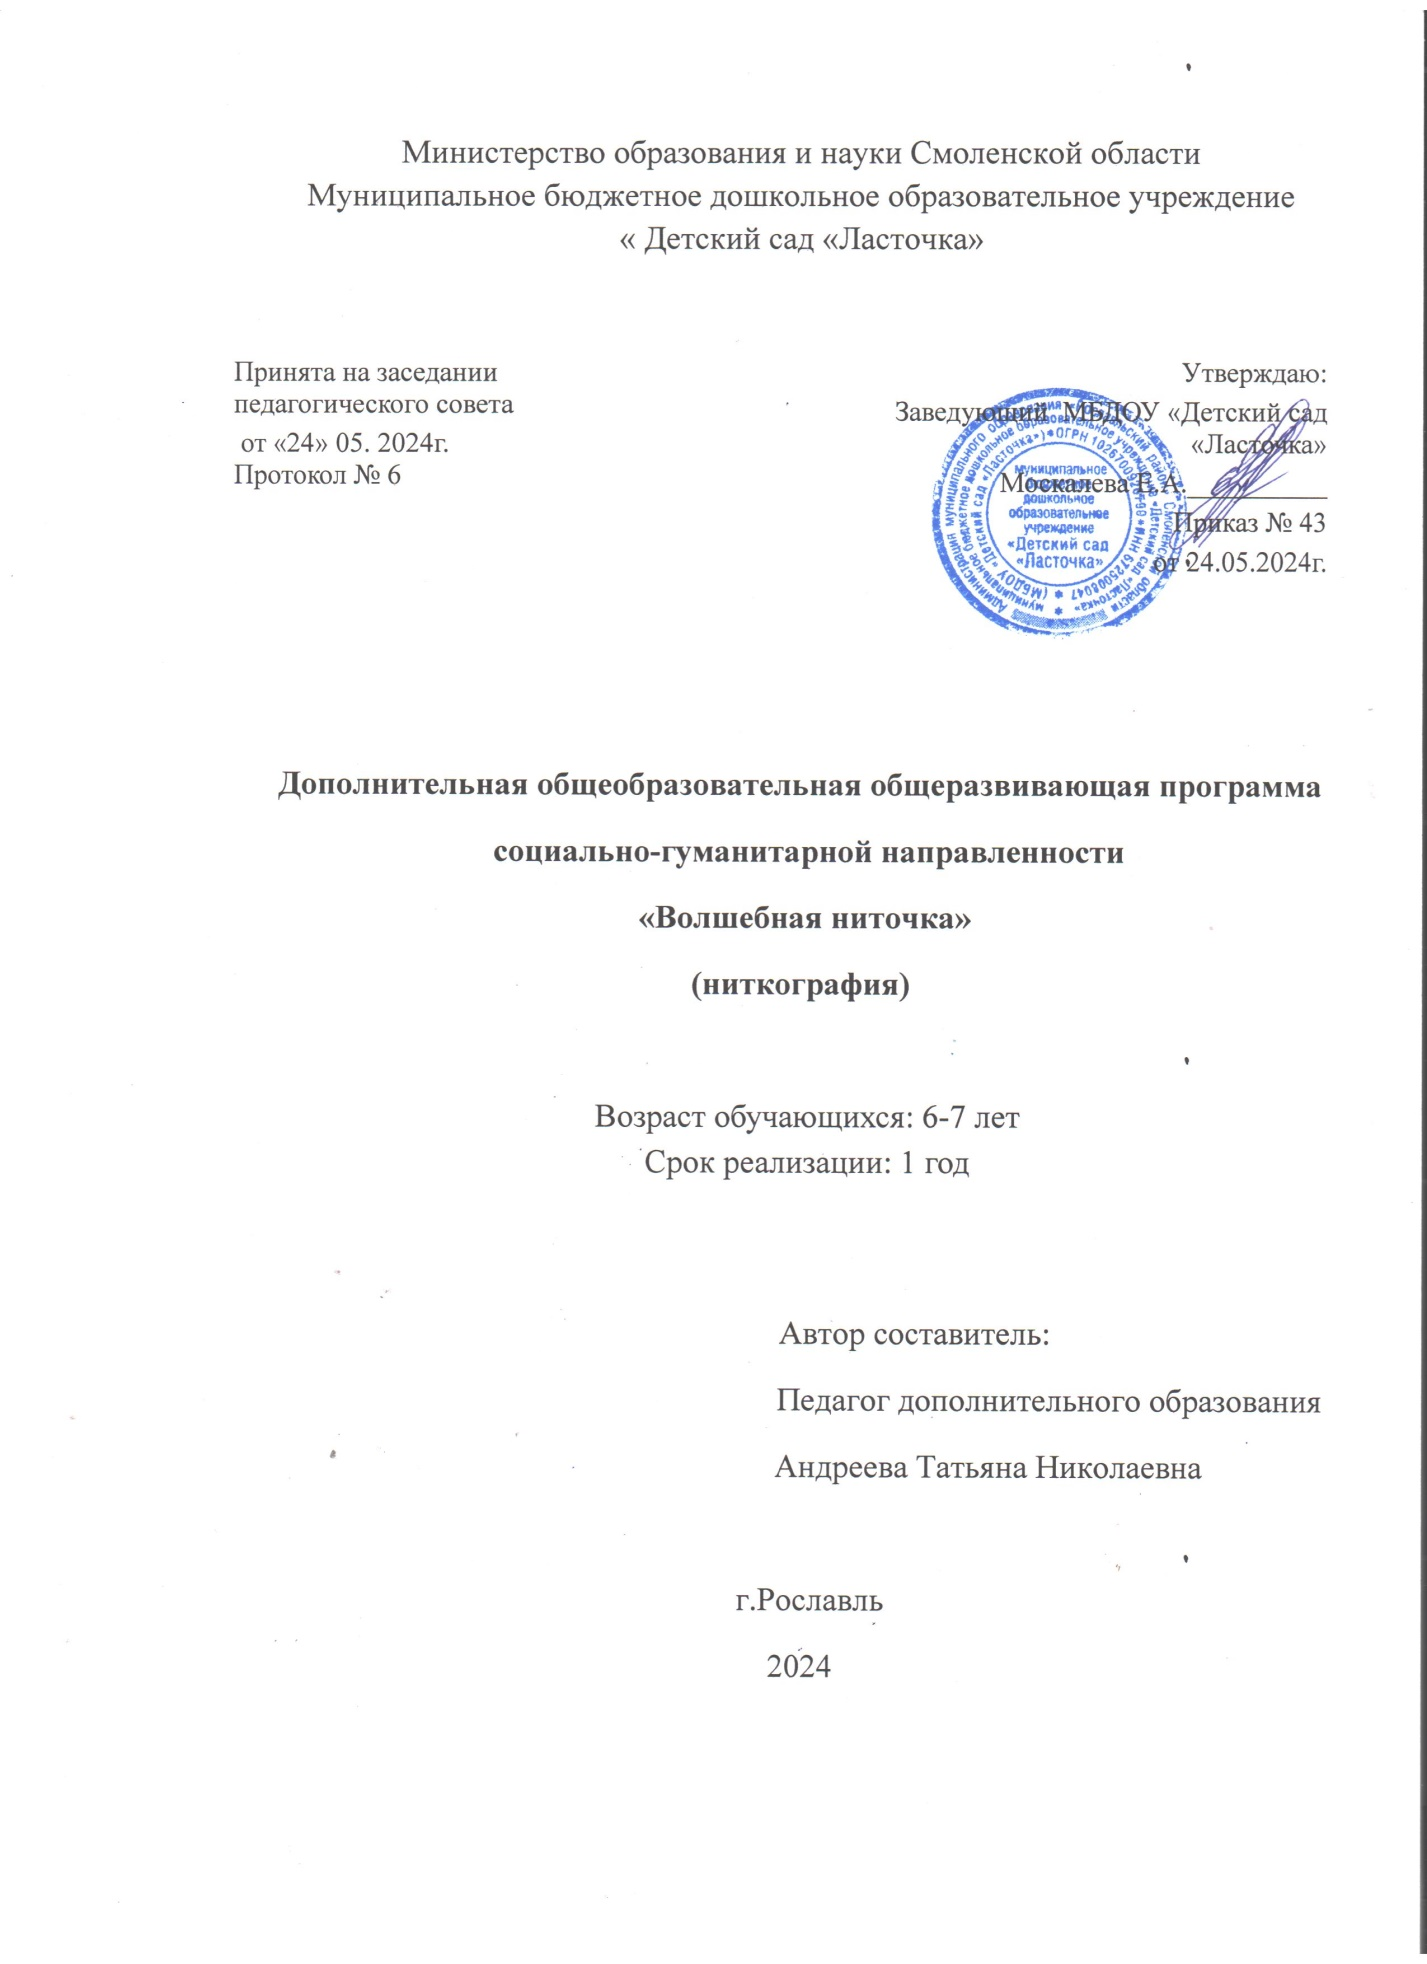 Министерство образования и науки Смоленской области
Муниципальное бюджетное дошкольное образовательное учреждение
« Детский сад «Ласточка»
Принята на заседании
педагогического совета
от «24» 05. 2024г.
Протокол № 6
Утверждаю:
Заведующий МБДОУ «Детский сад
«Ласточка»
Москалева Е.А.__________
Приказ № 43
от 24.05.2024г.
муниципальное
бюджетное
дошкольное
образовательное
учреждение
«Детский сад
«Ласточка»
Дополнительная общеобразовательная общеразвивающая программа
социально-гуманитарной направленности
«Волшебная ниточка»
(ниткография)
Возраст обучающихся: 6-7 лет
Срок реализации: 1 год
Автор составитель:
Педагог дополнительного образования
Андреева Татьяна Николаевна
г.Рославль
2024